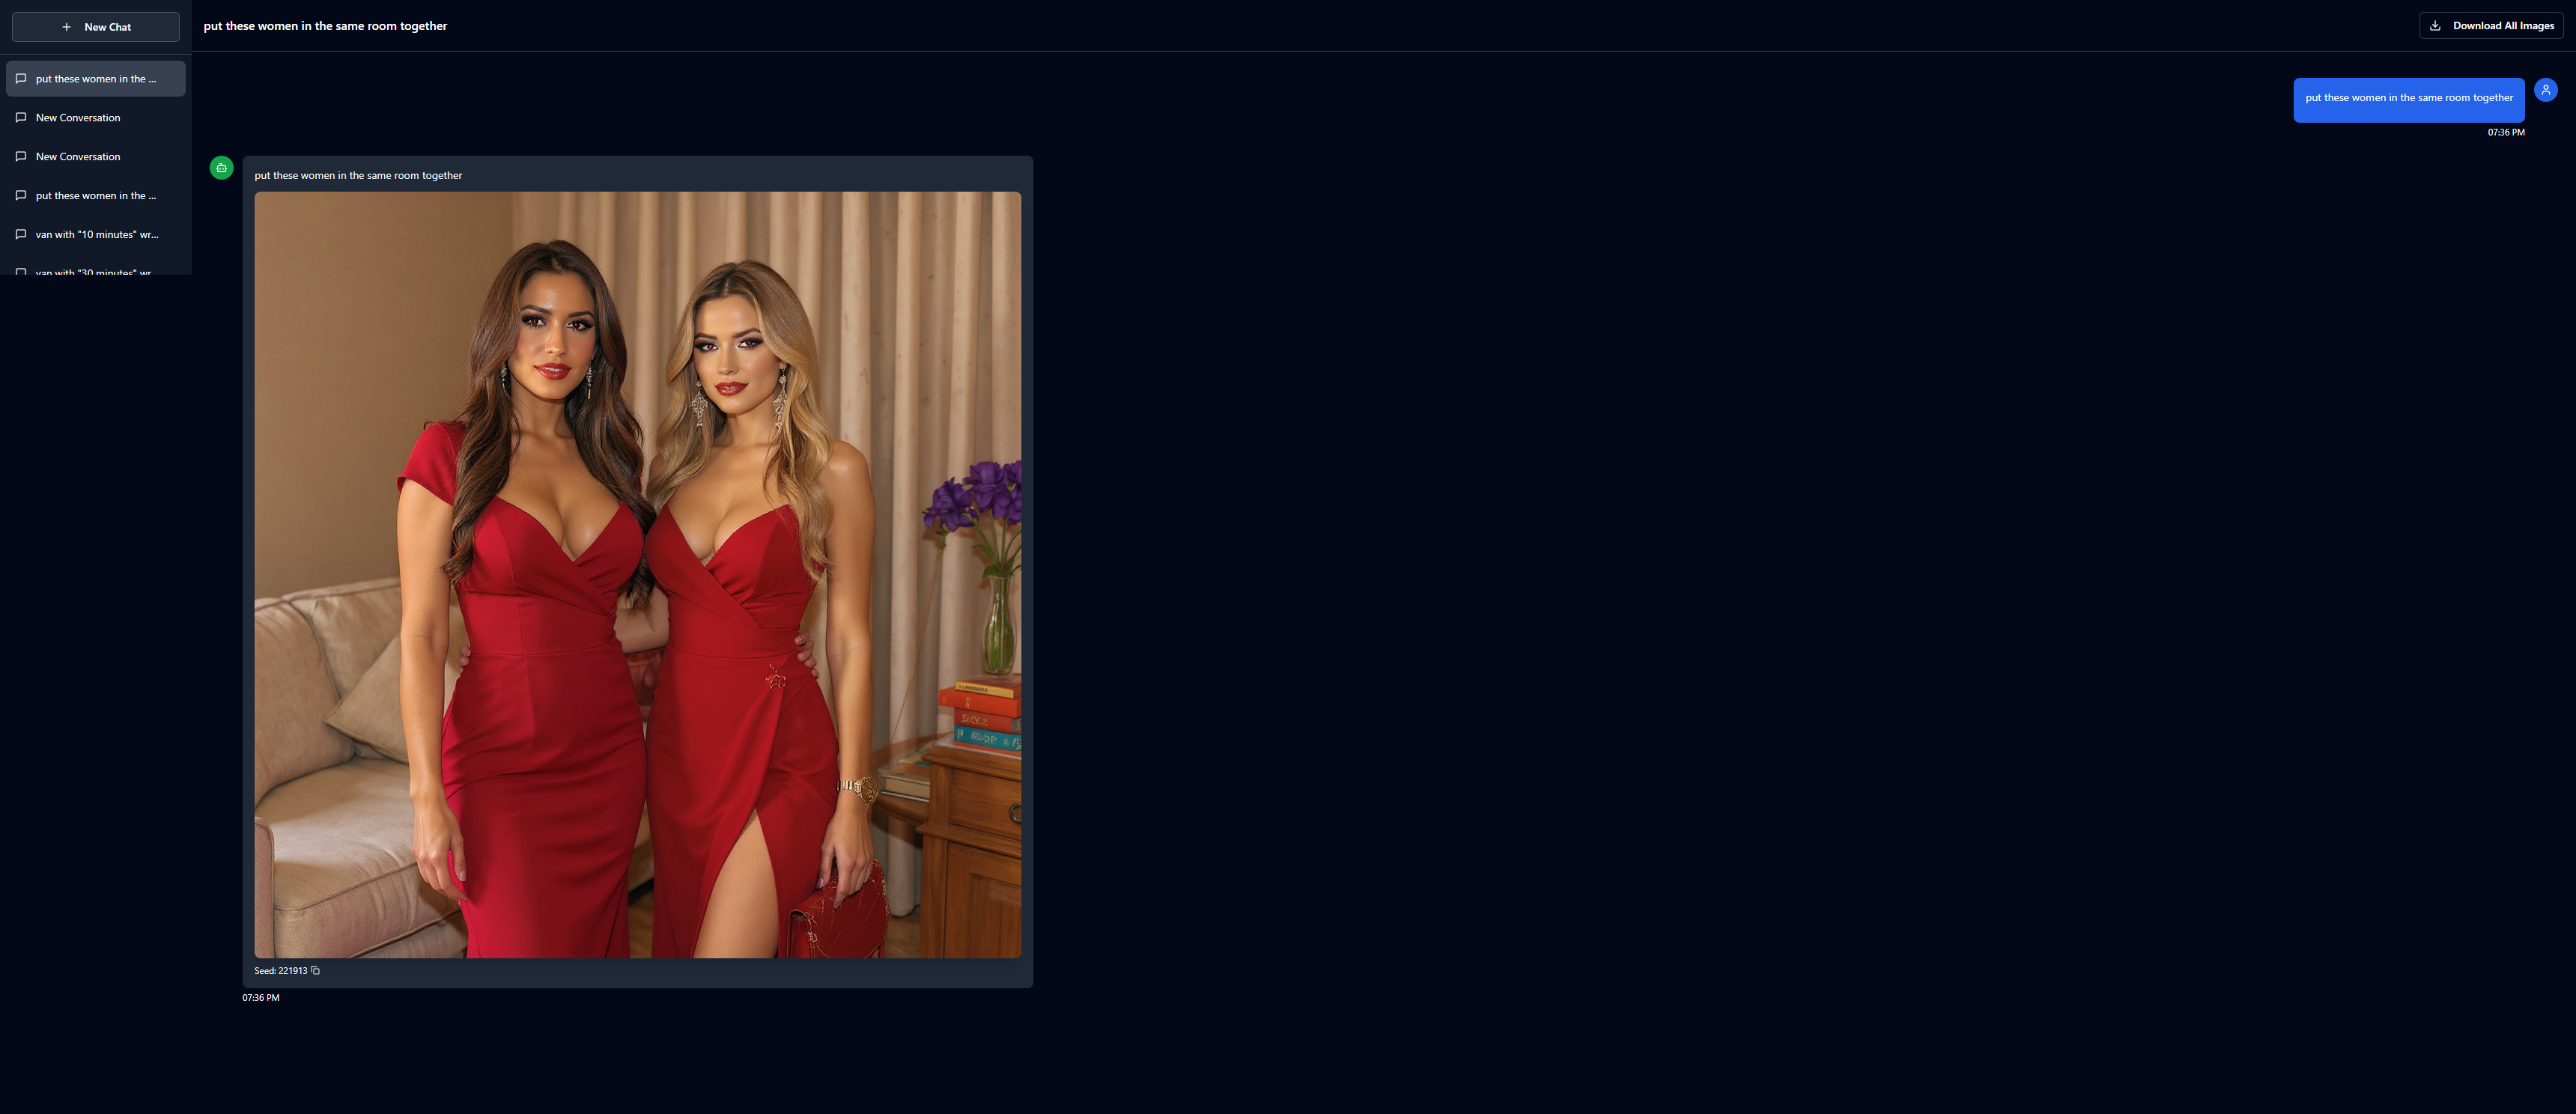 New Chat
put these women in the ...
New Conversation
New Conversation
put these women in the ...
van with "10 minutes" wr...
van with "30 minutes" wr
put these women in the same room together
Download All Images
put these women in the same room together
07:36 PM
put these women in the same room together
Seed: 221913
07:36 PM